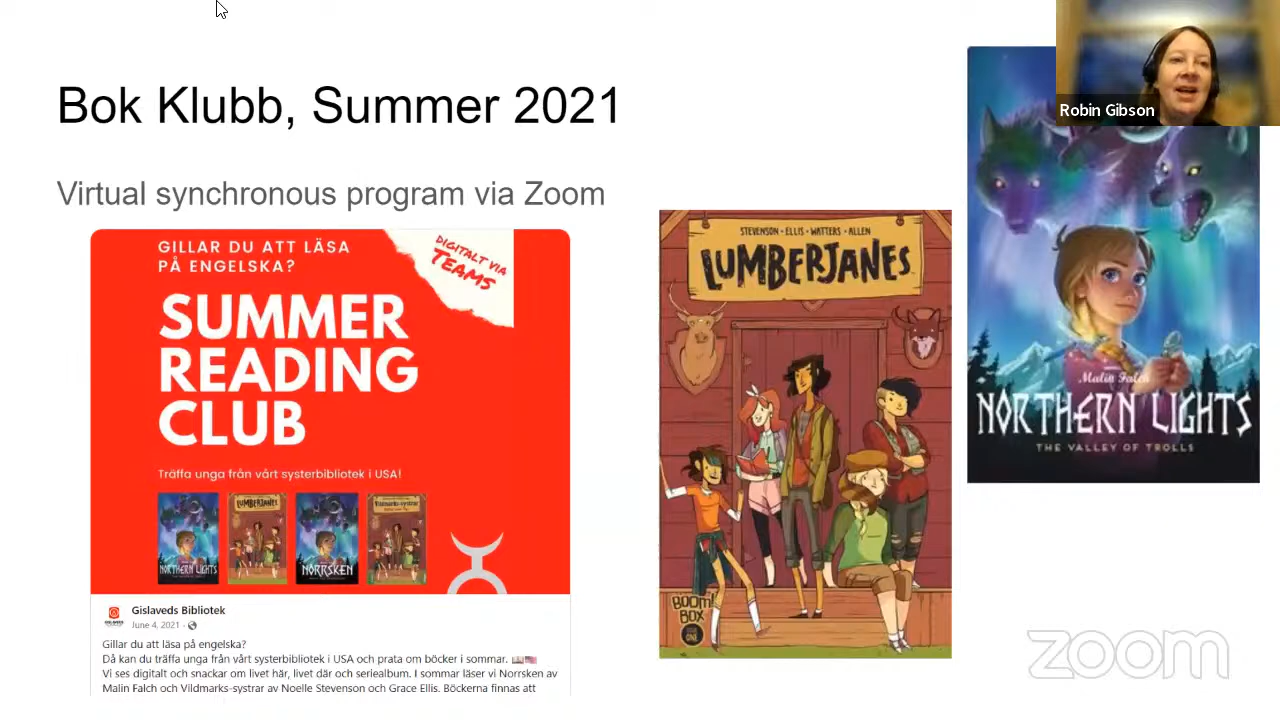 Bok Klubb, Summer 2021
Virtual synchronous program via Zoom
GILLAR DU ATT LÄSA
PÅ ENGELSKA?
DIGITALT VIA
TEAMS
SUMMER
READING
CLUB
Träffa unga från vårt systerbibliotek i USA!
NORTHERN LIGHTS
LUMBERJANES
NORRSKEN
Gislaveds Bibliotek
June 4, 2021
Gillar du att läsa på engelska?
Då kan du träffa unga från vårt systerbibliotek i USA och prata om böcker i sommar.
Vi ses digitalt och snackar om livet här, livet där och seriealbum. I sommar läser vi Norrsken av
Malin Falch och Vildmarks-systrar av Noelle Stevenson och Grace Ellis. Böckerna finnas att
STEVENSON · ELLIS · WATTERS · ALLEN
LUMBERJANES
BOOM!
BOX
ONE
Robin Gibson
Malin Falch
NORTHERN LIGHTS
THE VALLEY OF TROLLS
zoom